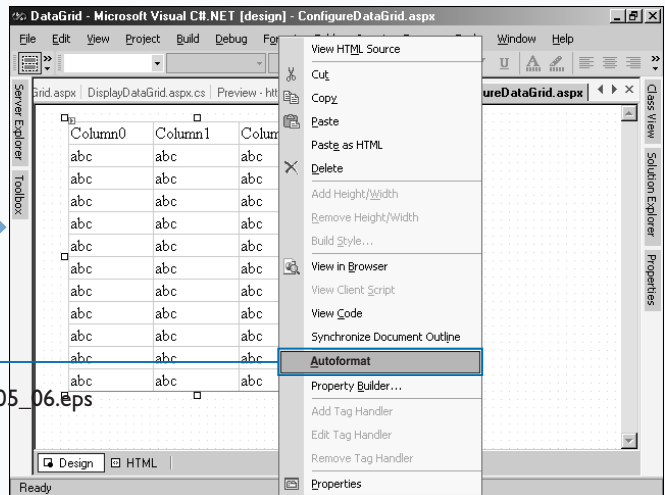 DataGrid - Microsoft Visual C#.NET [design] - ConfigureDataGrid.aspx
File Edit View Project Build Debug Window Help
Grid.aspx DisplayDataGrid.aspx.cs Preview - htt ureDataGrid.aspx
Server Explorer
Toolbox
Class View
Solution Explorer
Properties
Column0 Column1 Colum
abc abc abc
abc abc abc
abc abc abc
abc abc abc
abc abc abc
abc abc abc
abc abc abc
abc abc abc
abc abc abc
abc abc abc
abc abc abc
View HTML Source
Cut
Copy
Paste
Paste as HTML
Delete
Add Height/Width
Remove Height/Width
Build Style...
View in Browser
View Client Script
View Code
Synchronize Document Outline
Autoformat
Property Builder...
Add Tag Handler
Edit Tag Handler
Remove Tag Handler
Properties
05_06.eps
Design HTML
Ready